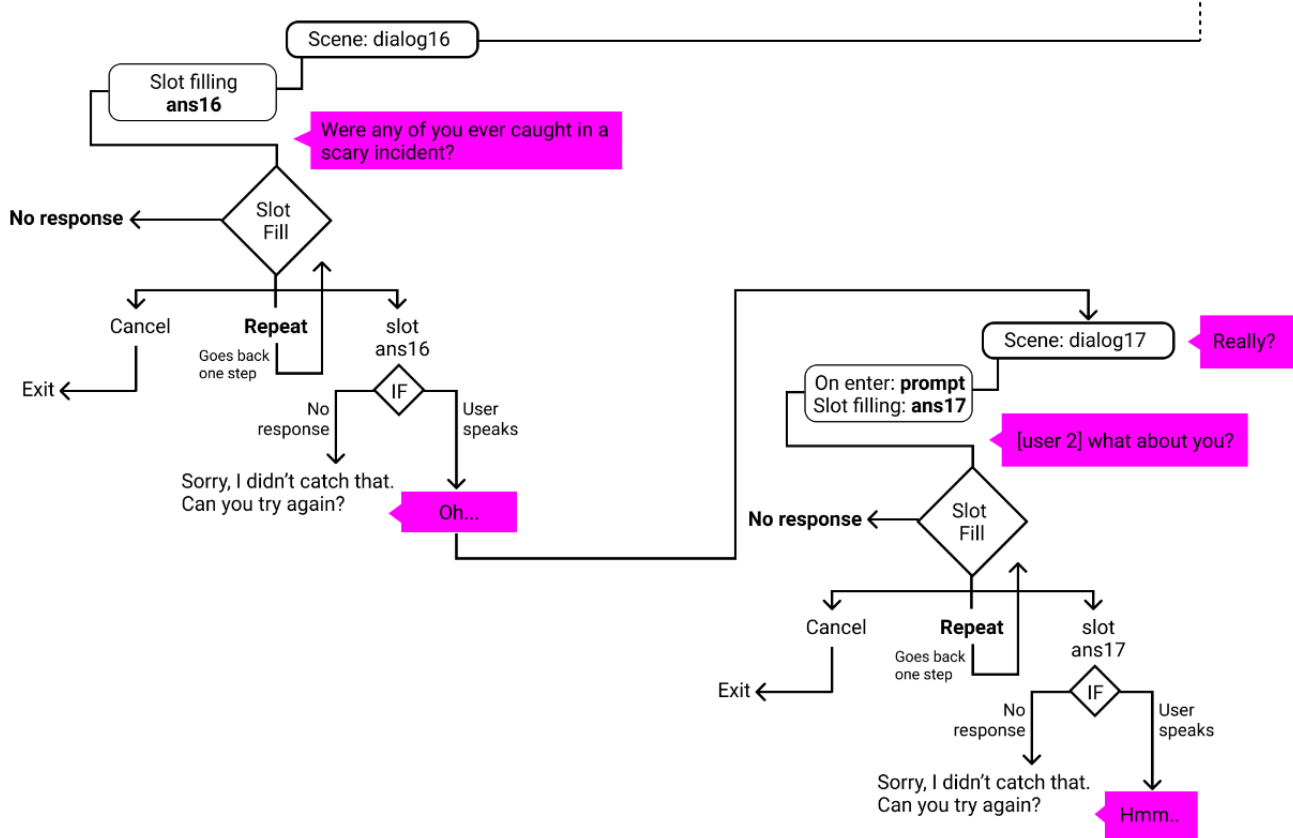 Scene: dialog16
Slot filling
ans16
Were any of you ever caught in a
scary incident?
Slot
Fill
No response
Cancel
Repeat
slot
ans16
Goes back
one step
Exit
IF
No
response
User
speaks
Sorry, I didn’t catch that.
Can you try again?
Oh...
Scene: dialog17
Really?
On enter: prompt
Slot filling: ans17
[user 2] what about you?
Slot
Fill
No response
Cancel
Repeat
slot
ans17
Goes back
one step
Exit
IF
No
response
User
speaks
Sorry, I didn’t catch that.
Can you try again?
Hmm..